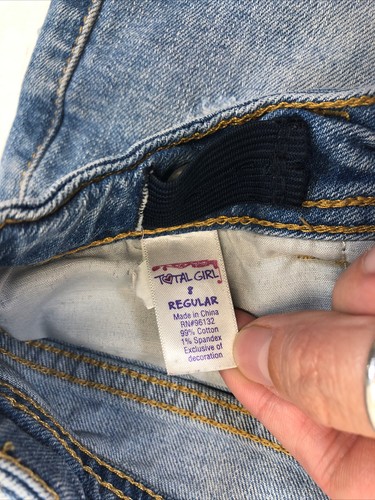 TOTAL GIRL
8
REGULAR
Made in China
RN#96132
99% Cotton
1% Spandex
Exclusive of
decoration